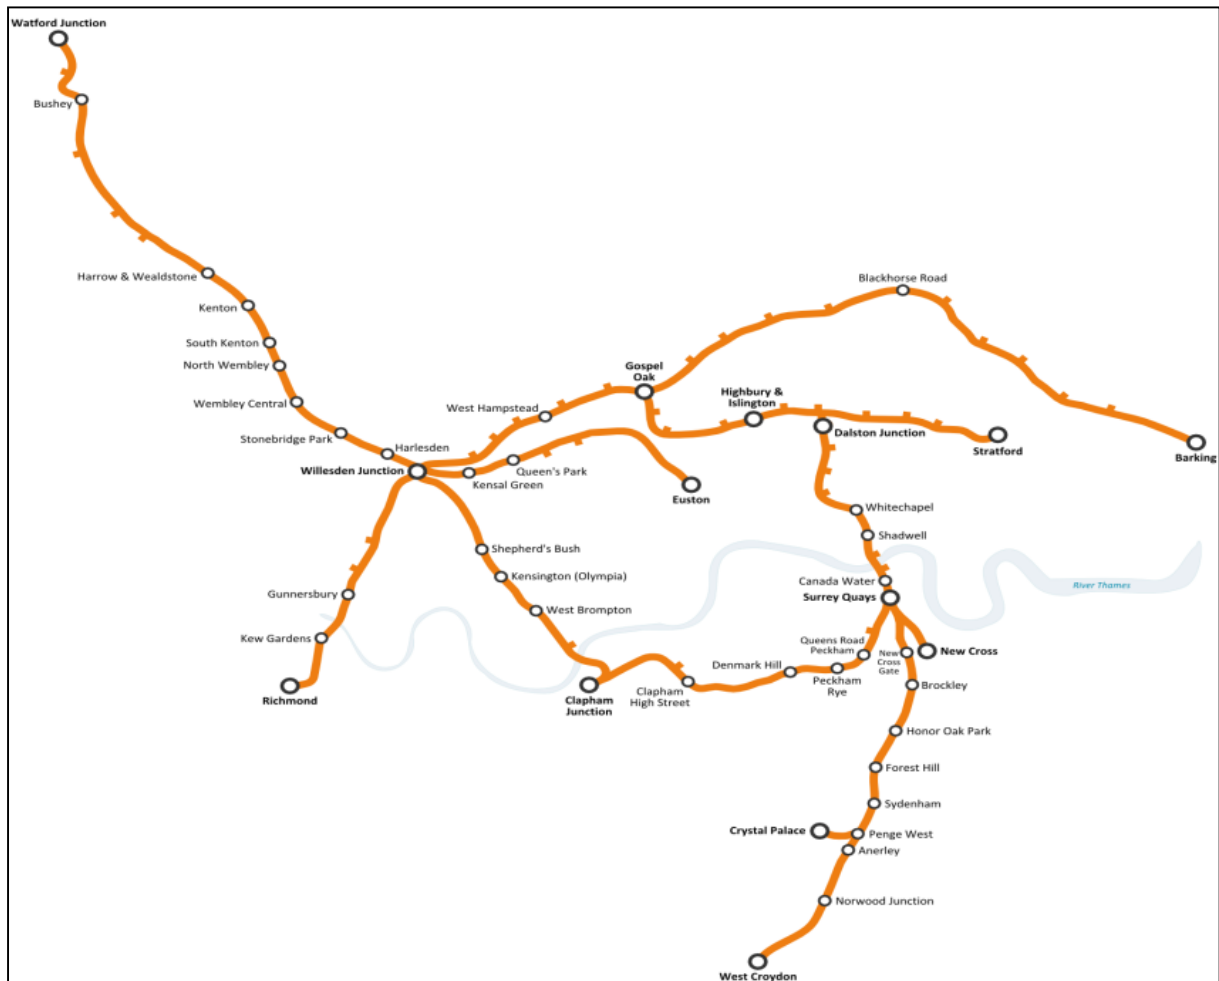 Watford Junction
Bushey
Harrow & Wealdstone
Blackhorse Road
Kenton
South Kenton
North Wembley
Gospel
Oak
Highbury &
Islington
Wembley Central
West Hampstead
Stonebridge Park
Harlesden
Dalston Junction
Willesden Junction
Queen's Park
Kensal Green
Euston
Stratford
Barking
Whitechapel
Shadwell
Shepherd's Bush
Kensington (Olympia)
Canada Water
River Thames
Gunnersbury
Surrey Quays
West Brompton
Kew Gardens
Queens Road
Peckham
New
Cross
Gate
New Cross
Denmark Hill
Peckham
Rye
Richmond
Clapham
Junction
Clapham
High Street
Brockley
Honor Oak Park
Forest Hill
Sydenham
Crystal Palace
Penge West
Anerley
Norwood Junction
West Croydon